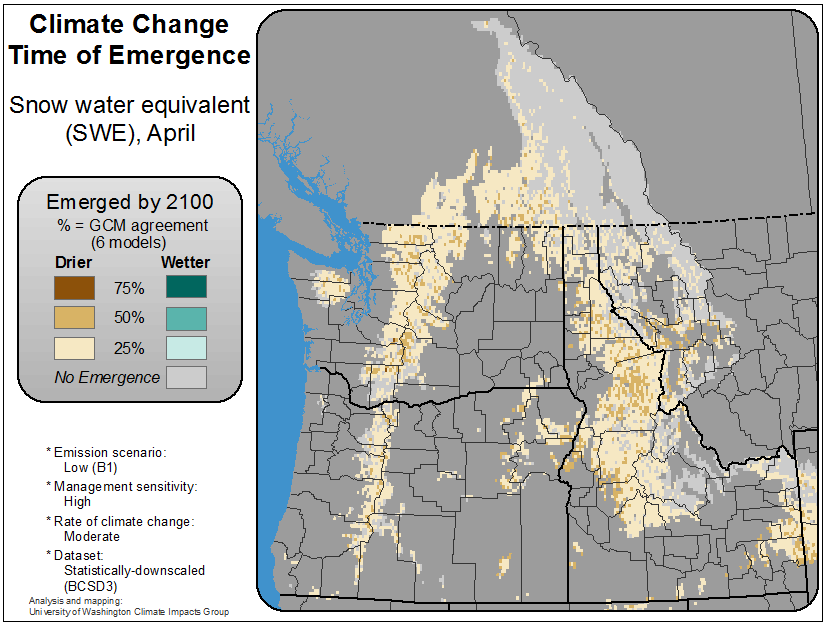 Climate Change
Time of Emergence
Snow water equivalent
(SWE), April
Emerged by 2100
% = GCM agreement
(6 models)
Drier Wetter
75%
50%
25%
No Emergence
* Emission scenario:
Low (B1)
* Management sensitivity:
High
* Rate of climate change:
Moderate
* Dataset:
Statistically-downscaled
(BCSD3)
Analysis and mapping:
University of Washington Climate Impacts Group